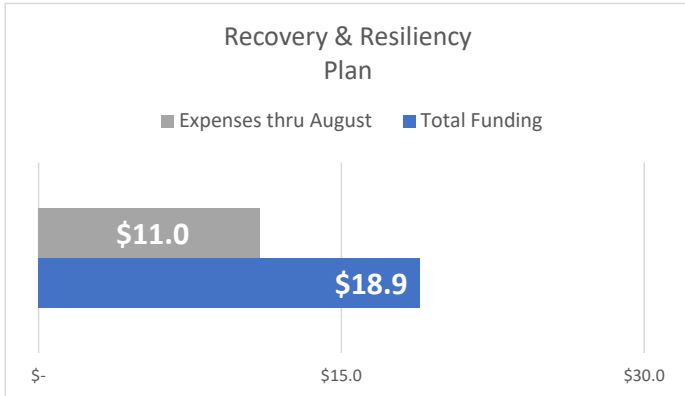 Recovery & Resiliency
Plan
Expenses thru August Total Funding
$11.0
$18.9
$- $15.0 $30.0